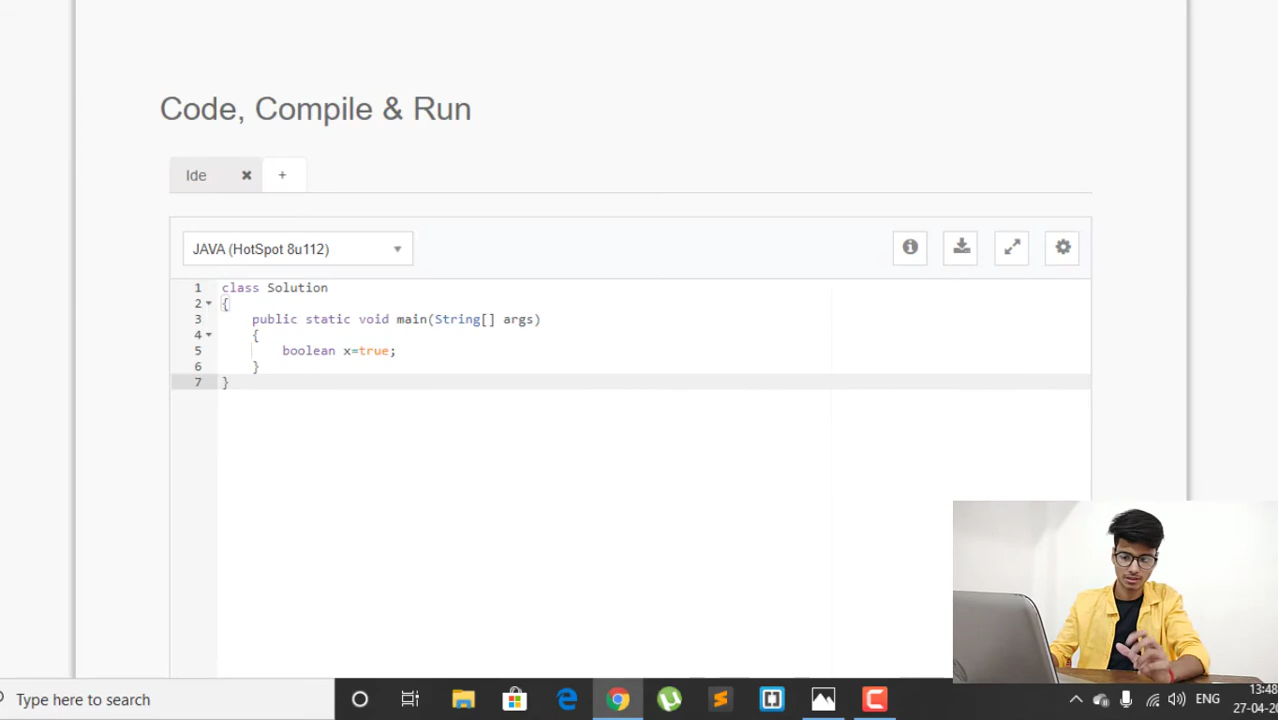 Code, Compile & Run
Ide ✖ +
JAVA (HotSpot 8u112)
1 class Solution
2 {
3 public static void main(String[] args)
4 {
5 boolean x=true;
6 }
7 }
Type here to search
ENG
13:48
27-04-20